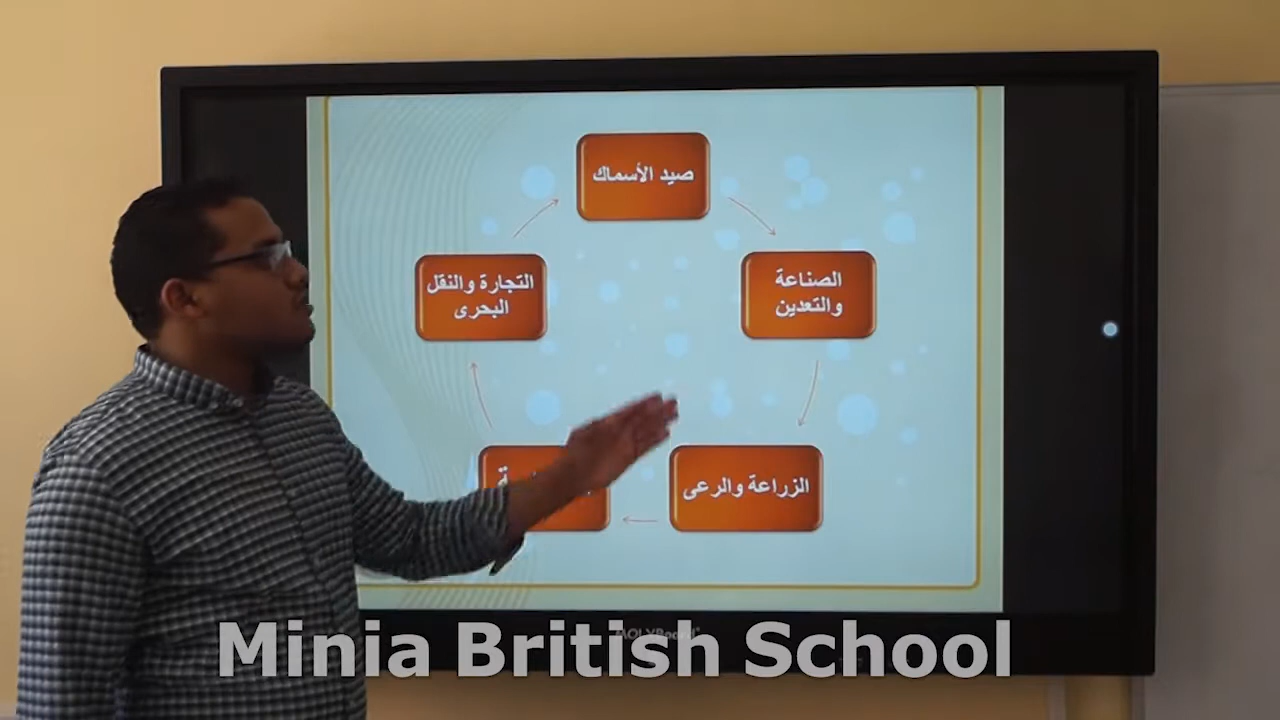 صيد الأسماك
الصناعة
والتعدين
التجارة والنقل
البحرى
الزراعة والرعى
Minia British School